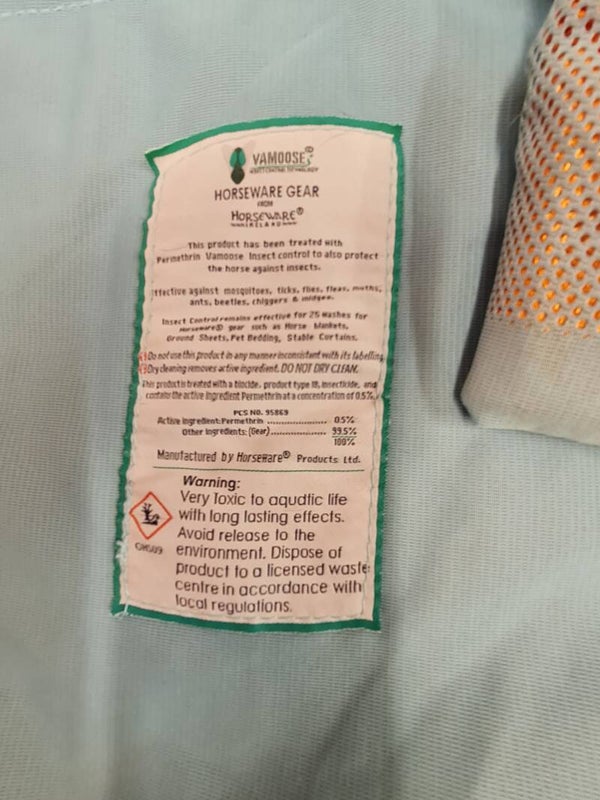 VAMOOSE
INSECT CONTROL TECHNOLOGY
HORSEWARE GEAR
FROM
HORSEWARE®
IRELAND
This product has been treated with
Permethrin Vamoose Insect control to also protect
the horse against insects.
Effective against mosquitoes, ticks, flies, fleas, moths,
ants, beetles, chiggers & midges.
Insect Control remains effective for 25 Washes for
Horseware® gear such as Horse blankets,
Ground Sheets, Pet Bedding, Stable Curtains.
Do not use this product in any manner inconsistent with its labelling
Dry cleaning removes active ingredient. DO NOT DRY CLEAN.
This product is treated with a biocide, product type 18, insecticide, and
contains the active ingredient Permethrin at a concentration of 0.5%.
PCS NO. 95869
Active Ingredient: Permethrin ............... 0.5%
Other Ingredients: (Gear) ............... 99.5%
100%
Manufactured by Horseware® Products Ltd.
Warning:
Very Toxic to aquatic life
with long lasting effects.
Avoid release to the
GHS09 environment. Dispose of
product to a licensed waste
centre in accordance with
local regulations.